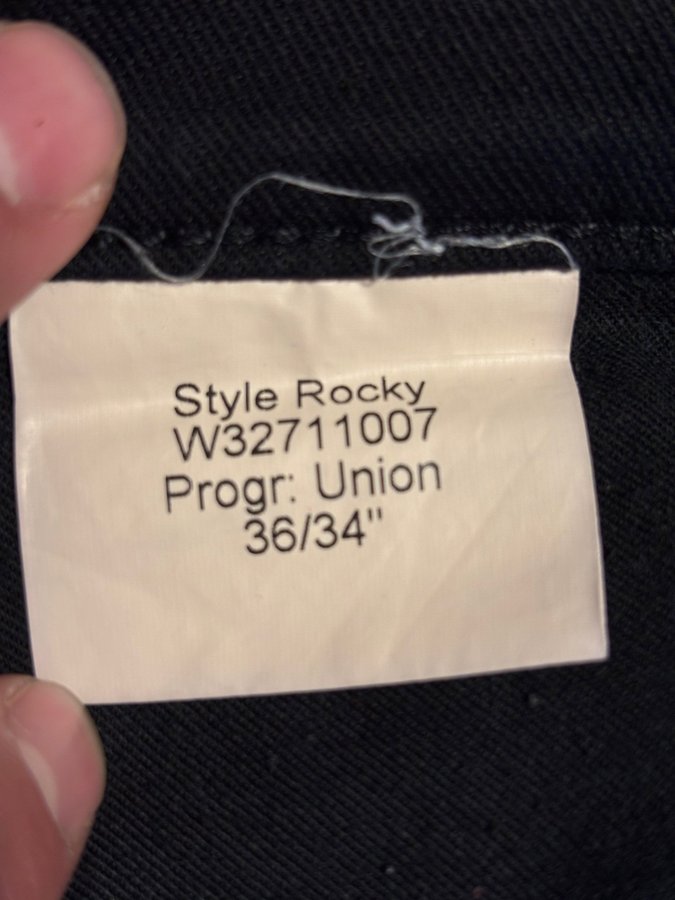 Style Rocky
W32711007
Progr: Union
36/34"